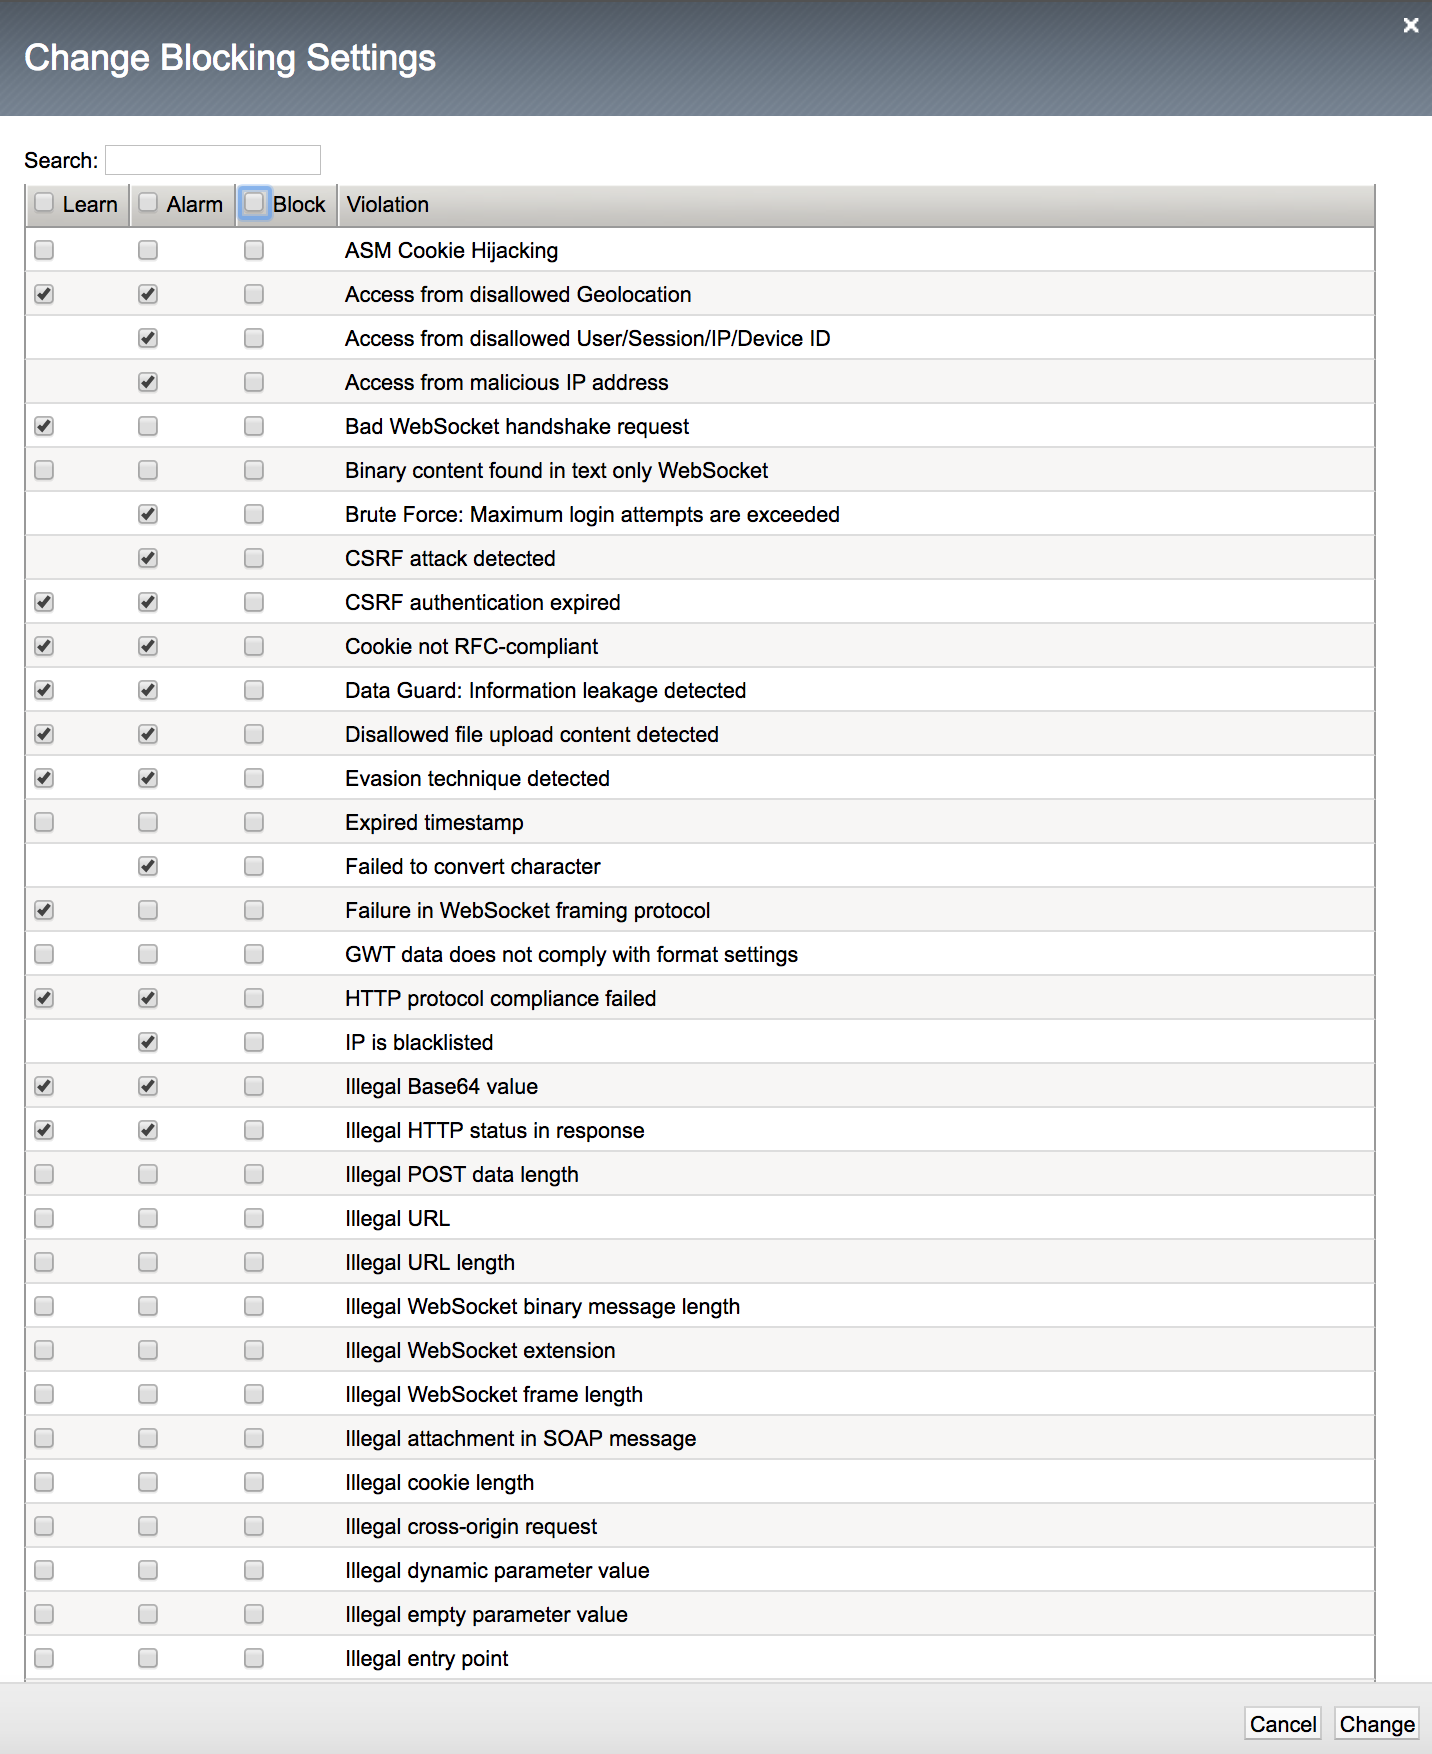 Change Blocking Settings
Search:
Learn Alarm Block Violation
ASM Cookie Hijacking
Access from disallowed Geolocation
Access from disallowed User/Session/IP/Device ID
Access from malicious IP address
Bad WebSocket handshake request
Binary content found in text only WebSocket
Brute Force: Maximum login attempts are exceeded
CSRF attack detected
CSRF authentication expired
Cookie not RFC-compliant
Data Guard: Information leakage detected
Disallowed file upload content detected
Evasion technique detected
Expired timestamp
Failed to convert character
Failure in WebSocket framing protocol
GWT data does not comply with format settings
HTTP protocol compliance failed
IP is blacklisted
Illegal Base64 value
Illegal HTTP status in response
Illegal POST data length
Illegal URL
Illegal URL length
Illegal WebSocket binary message length
Illegal WebSocket extension
Illegal WebSocket frame length
Illegal attachment in SOAP message
Illegal cookie length
Illegal cross-origin request
Illegal dynamic parameter value
Illegal empty parameter value
Illegal entry point
Cancel Change